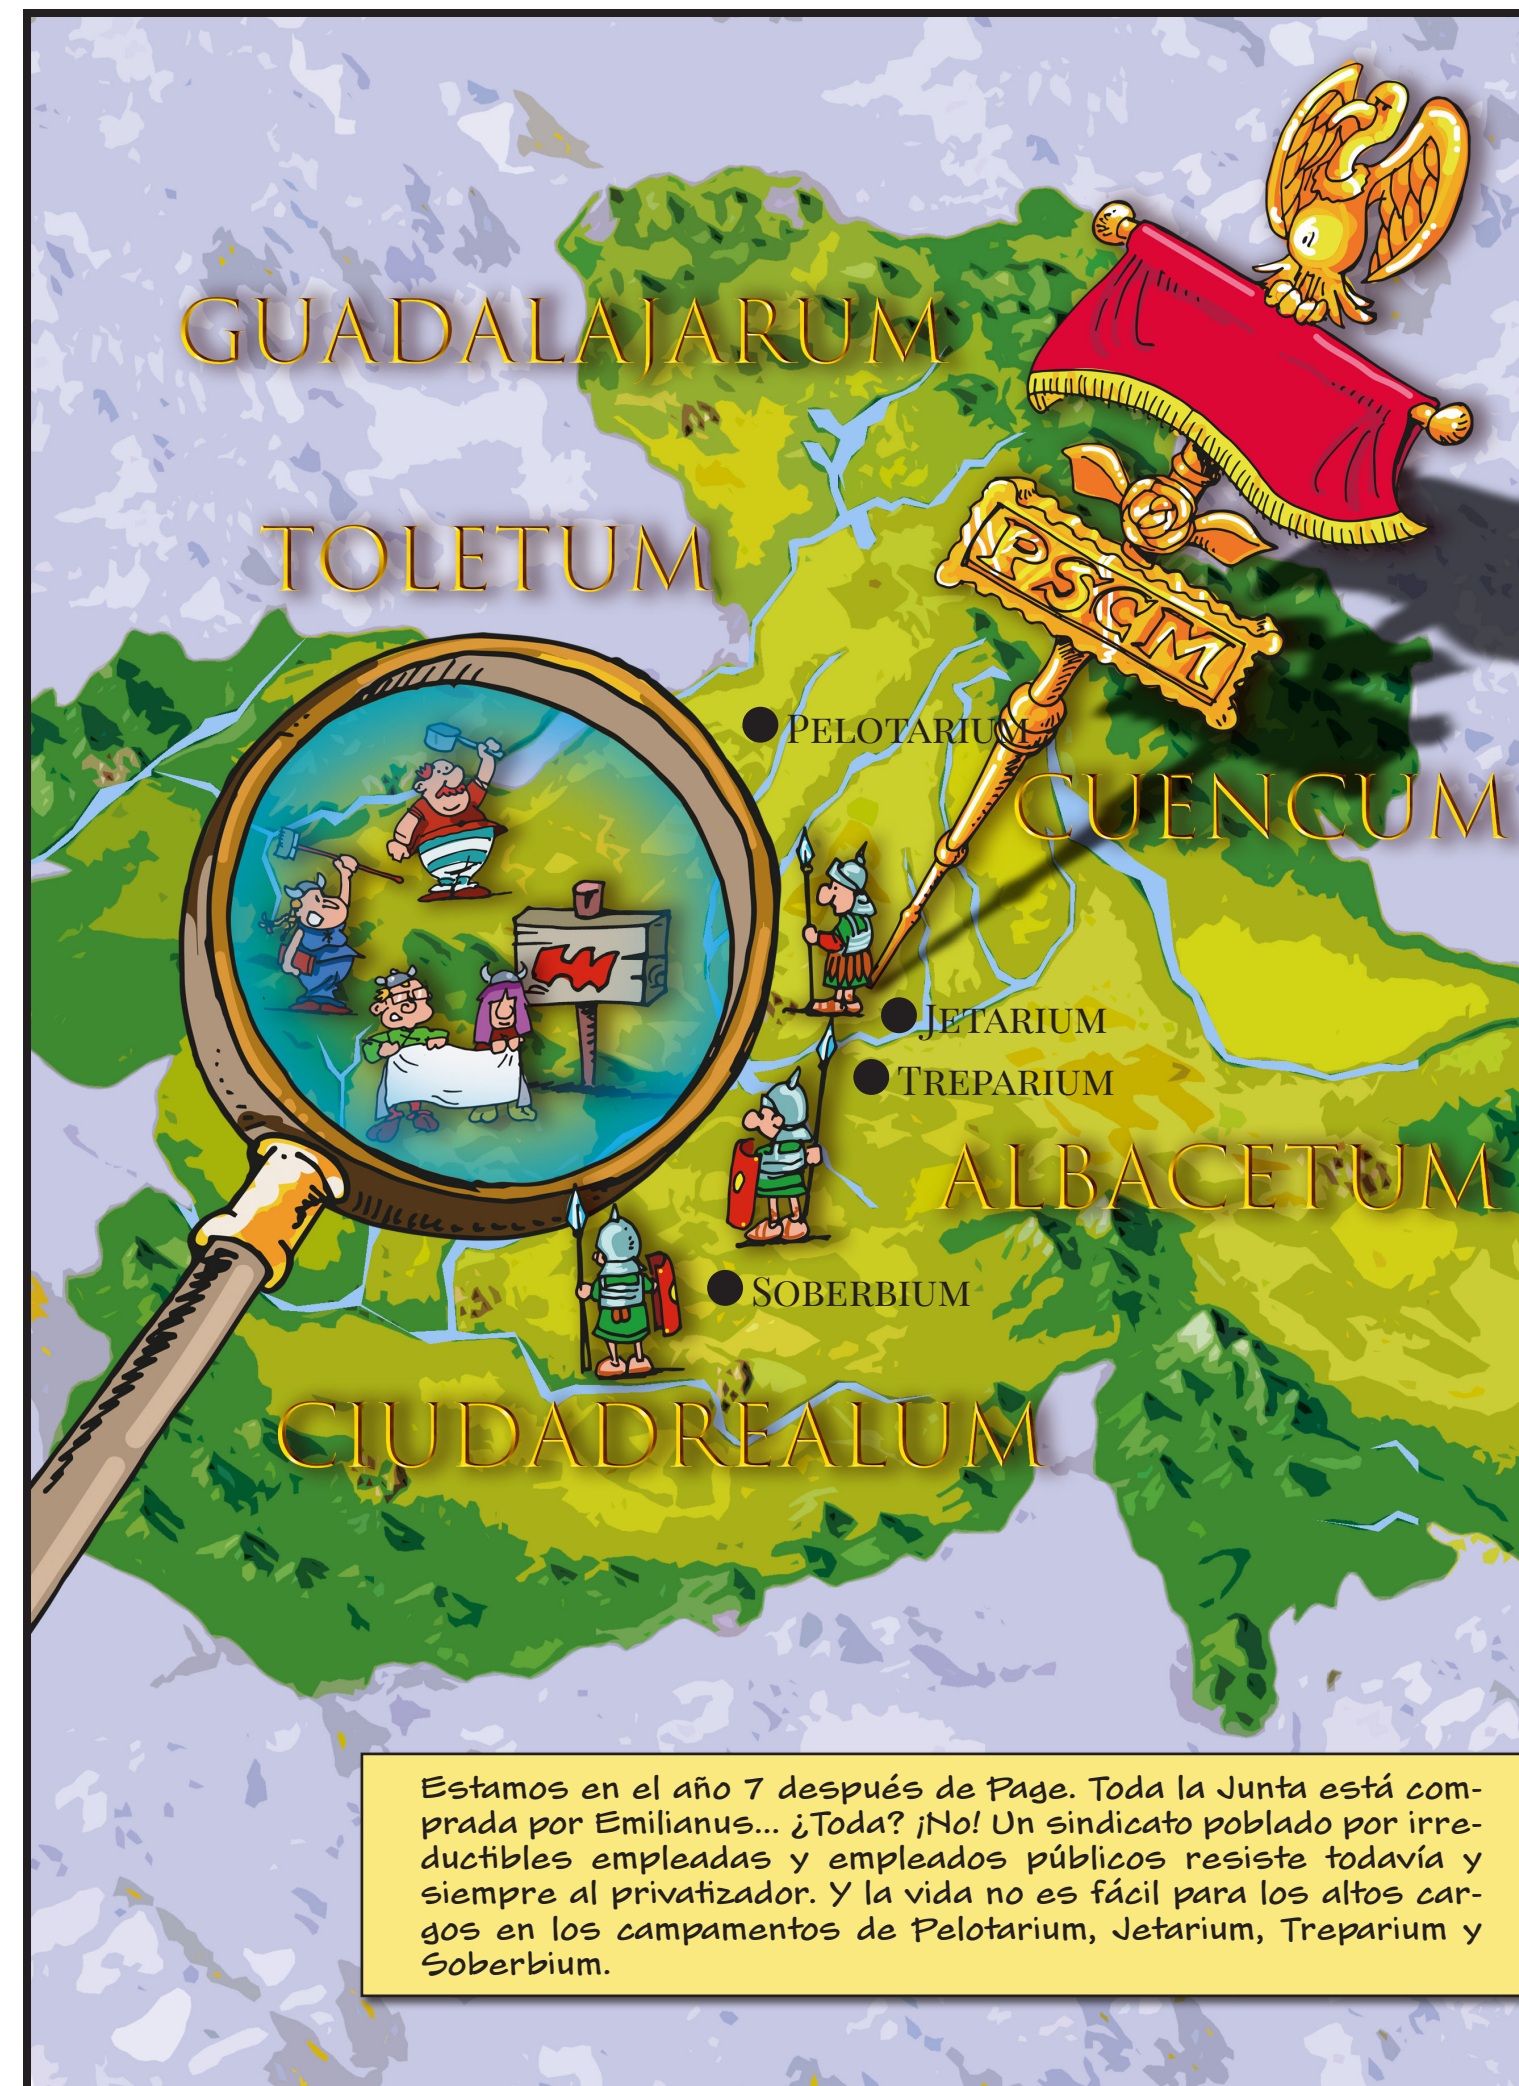 GUADALAJARUM
TOLETUM
PSCM
PELOTARIUM
CUENCUM
JETARIUM
TREPARIUM
ALBACETUM
SOBERBIUM
CIUDADREALUM
Estamos en el año 7 después de Page. Toda la Junta está com-
prada por Emilianus... ¿Toda? ¡No! Un sindicato poblado por irre-
ductibles empleadas y empleados públicos resiste todavía y
siempre al privatizador. Y la vida no es fácil para los altos car-
gos en los campamentos de Pelotarium, Jetarium, Treparium y
Soberbium.